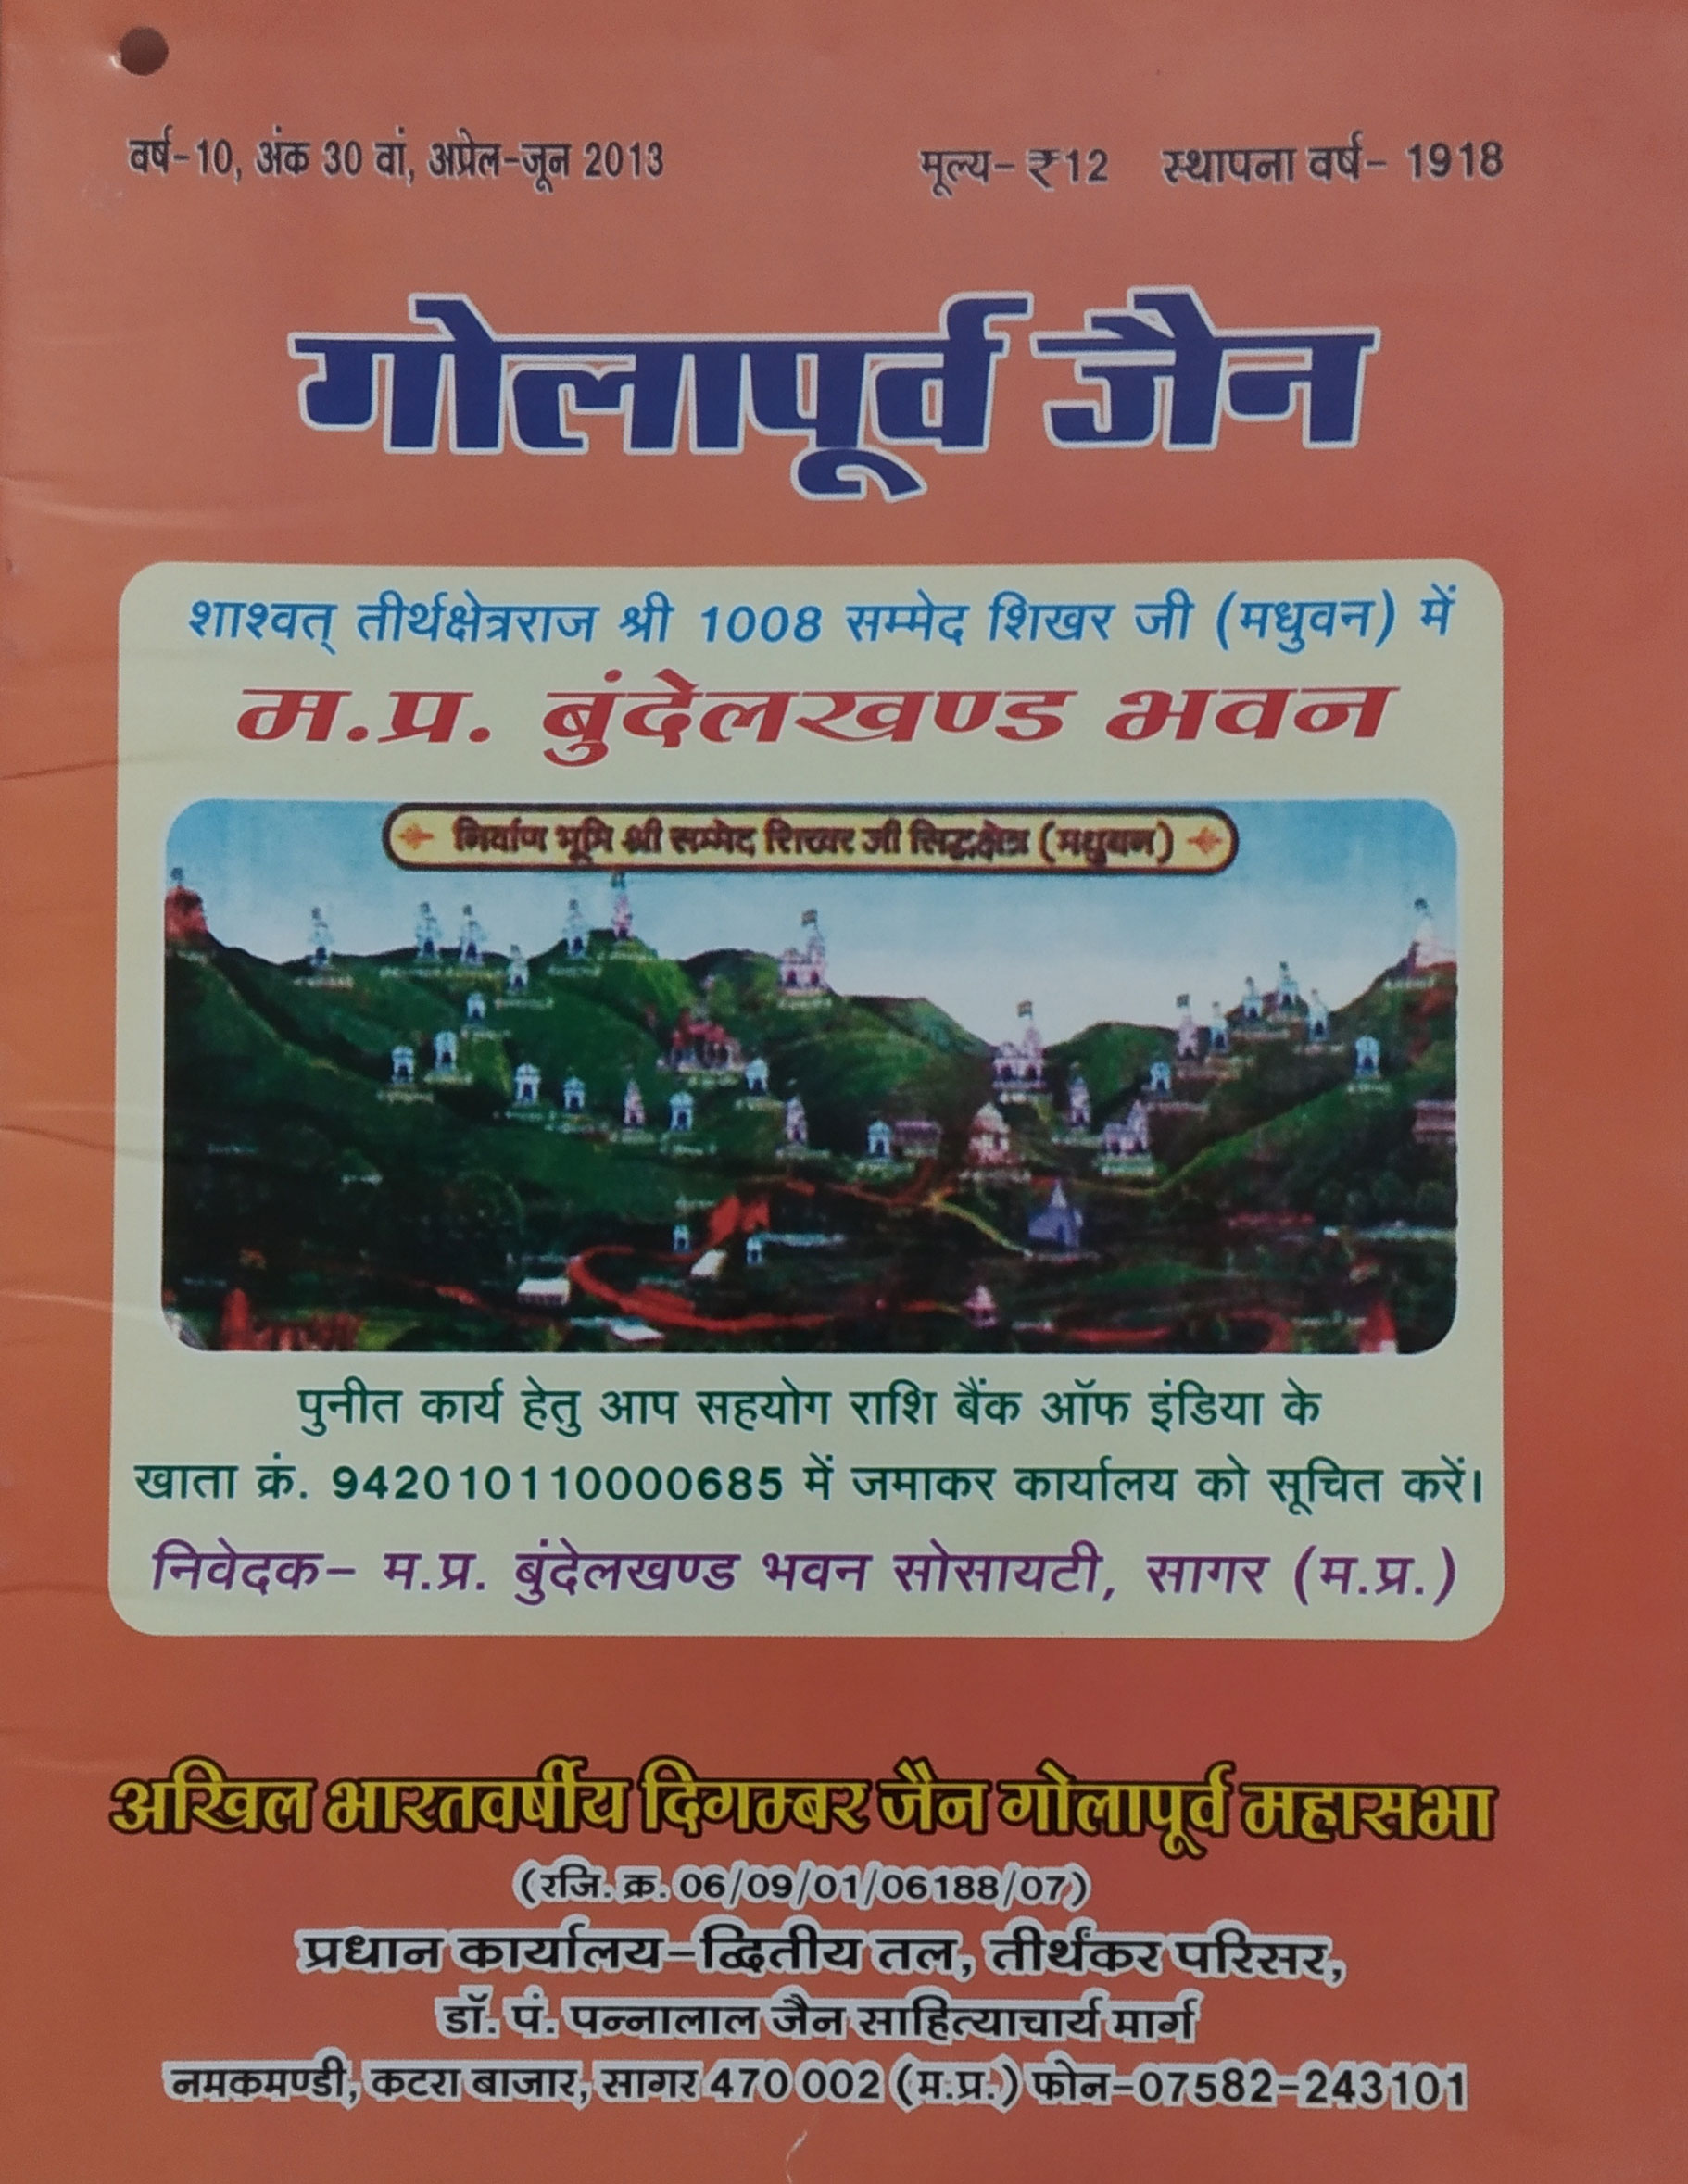 वर्ष-10, अंक 30 वां, अप्रेल-जून 2013 मूल्य- ₹12 स्थापना वर्ष- 1918
गोलापूर्व जैन
शाश्वत् तीर्थक्षेत्रराज श्री 1008 सम्मेद शिखर जी (मधुवन) में
म.प्र. बुंदेलखण्ड भवन
निर्वाण भूमि श्री सम्मेद शिखर जी सिद्धक्षेत्र (मधुवन)
पुनीत कार्य हेतु आप सहयोग राशि बैंक ऑफ इंडिया के
खाता क्रं. 942010110000685 में जमाकर कार्यालय को सूचित करें।
निवेदक- म.प्र. बुंदेलखण्ड भवन सोसायटी, सागर (म.प्र.)
अखिल भारतवर्षीय दिगम्बर जैन गोलापूर्व महासभा
(रजि. क्र. 06/09/01/06188/07)
प्रधान कार्यालय-द्वितीय तल, तीर्थंकर परिसर,
डॉ. पं. पन्नालाल जैन साहित्याचार्य मार्ग
नमकमण्डी, कटरा बाजार, सागर 470 002 (म.प्र.) फोन-07582-243101